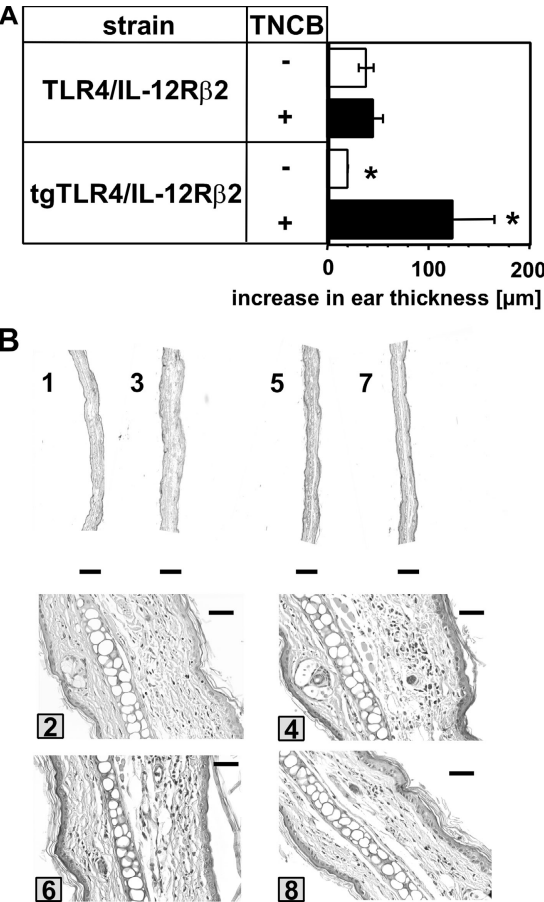 A
strain TNCB
TLR4/IL-12Rβ2
-
+
tgTLR4/IL-12Rβ2
- *
+ *
0 100 200
increase in ear thickness [μm]
B
1 3 5 7
2 4
6 8